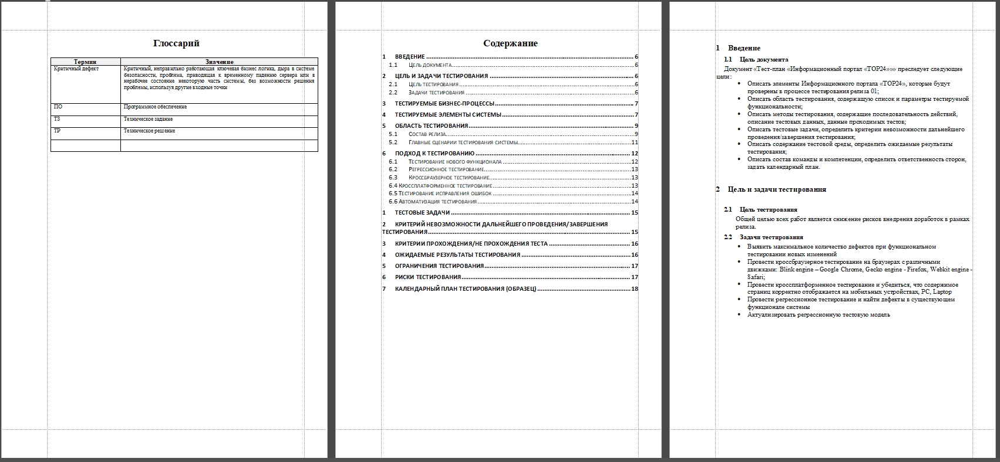 Глоссарий
Термин Значение
Критичный дефект Критичный, неправильно работающая ключевая бизнес логика, дыра в системе
безопасности, проблема, приводящая к временному падению сервера или в
нерабочее состояние некоторую часть системы, без возможности решения
проблемы, используя другие входные точки
ПО Программное обеспечение
ТЗ Техническое задание
ТР Техническое решение
Содержание
1 ВВЕДЕНИЕ 6
1.1 Цель документа 6
2 ЦЕЛЬ И ЗАДАЧИ ТЕСТИРОВАНИЯ 6
2.1 Цель тестирования 6
2.2 Задачи тестирования 6
3 ТЕСТИРУЕМЫЕ БИЗНЕС-ПРОЦЕССЫ 7
4 ТЕСТИРУЕМЫЕ ЭЛЕМЕНТЫ СИСТЕМЫ 7
5 ОБЛАСТЬ ТЕСТИРОВАНИЯ 9
5.1 Состав релиза 9
5.2 Главные сценарии тестирования системы 11
6 ПОДХОД К ТЕСТИРОВАНИЮ 12
6.1 Тестирование нового функционала 12
6.2 Регрессионное тестирование 13
6.3 Кроссбраузерное тестирование 13
6.4 Кроссплатформенное тестирование 13
6.5 Тестирование исправления ошибок 14
6.6 Автоматизация тестирования 14
1 ТЕСТОВЫЕ ЗАДАЧИ 15
2 КРИТЕРИЙ НЕВОЗМОЖНОСТИ ДАЛЬНЕЙШЕГО ПРОВЕДЕНИЯ/ЗАВЕРШЕНИЯ
ТЕСТИРОВАНИЯ 15
3 КРИТЕРИИ ПРОХОЖДЕНИЯ/НЕ ПРОХОЖДЕНИЯ ТЕСТА 16
4 ОЖИДАЕМЫЕ РЕЗУЛЬТАТЫ ТЕСТИРОВАНИЯ 16
5 ОГРАНИЧЕНИЯ ТЕСТИРОВАНИЯ 17
6 РИСКИ ТЕСТИРОВАНИЯ 17
7 КАЛЕНДАРНЫЙ ПЛАН ТЕСТИРОВАНИЯ (ОБРАЗЕЦ) 18
1 Введение
1.1 Цель документа
Документ «Тест-план «Информационный портал «ТОР24»»» преследует следующие
цели:
• Описать элементы Информационного портала «ТОР24», которые будут
проверены в процессе тестирования релиза 01;
• Описать область тестирования, содержащую список и параметры тестируемой
функциональности;
• Описать методы тестирования, содержащие последовательность действий,
описание тестовых данных, данные проходимых тестов;
• Описать тестовые задачи, определить критерии невозможности дальнейшего
проведения/завершения тестирования;
• Описать содержание тестовой среды, определить ожидаемые результаты
тестирования;
• Описать состав команды и компетенции, определить ответственность сторон,
задать календарный план.
2 Цель и задачи тестирования
2.1 Цель тестирования
Общей целью всех работ является снижение рисков внедрения доработок в рамках
релиза.
2.2 Задачи тестирования
• Выявить максимальное количество дефектов при функциональном
тестировании новых изменений
• Провести кроссбраузерное тестирование на браузерах с различными
движками: Blink engine – Google Chrome, Gecko engine - Firefox, Webkit engine -
Safari;
• Провести кроссплатформенное тестирование и убедиться, что содержимое
страниц корректно отображается на мобильных устройствах, PC, Laptop
• Провести регрессионное тестирование и найти дефекты в существующем
функционале системы
• Актуализировать регрессионную тестовую модель